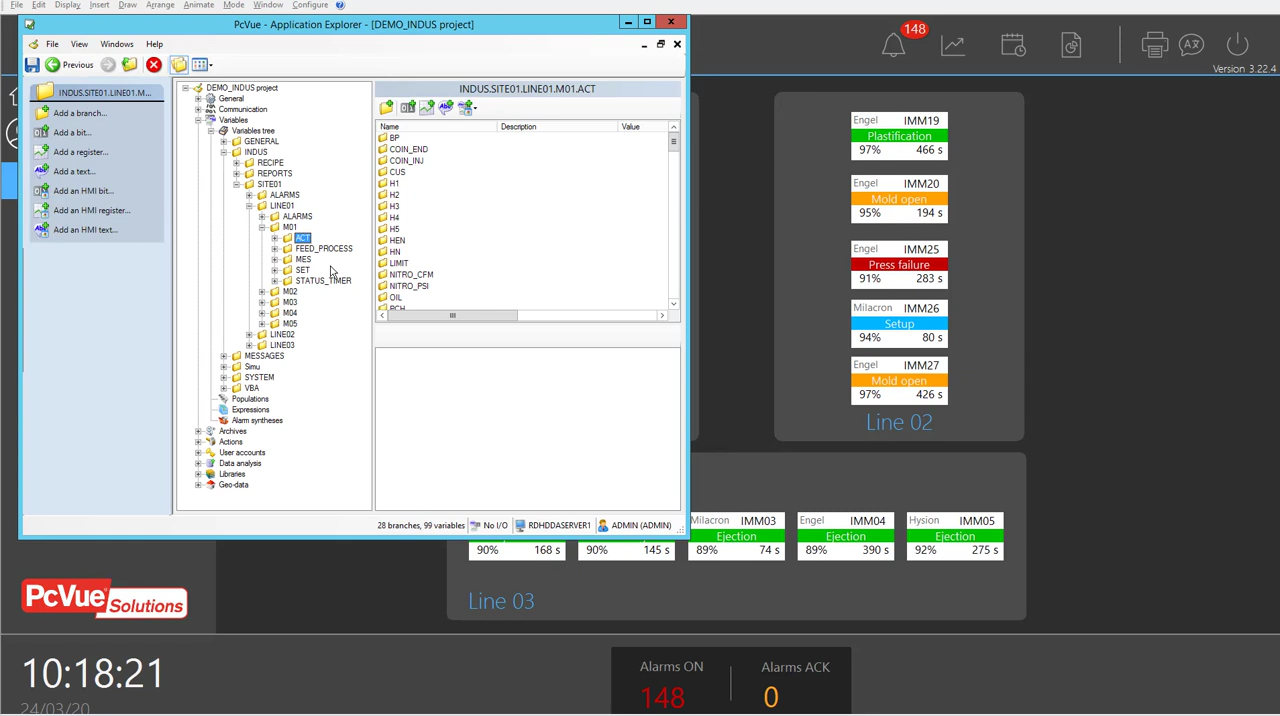 File Edit Display Insert Draw Arrange Animate Mode Window Configure
PcVue - Application Explorer - [DEMO_INDUS project]
File View Windows Help
Previous
INDUS.SITE01.LINE01.M...
Add a branch...
Add a bit...
Add a register...
Add a text...
Add an HMI bit...
Add an HMI register...
Add an HMI text...
DEMO_INDUS project
General
Communication
Variables
Variables tree
GENERAL
INDUS
RECIPE
REPORTS
SITE01
ALARMS
LINE01
ALARMS
M01
ACT
FEED_PROCESS
MES
SET
STATUS_TIMER
M02
M03
M04
M05
LINE02
LINE03
MESSAGES
Simu
SYSTEM
VBA
Populations
Expressions
Alarm syntheses
Archives
Actions
User accounts
Data analysis
Libraries
Geo-data
INDUS.SITE01.LINE01.M01.ACT
Name Description Value
BP
COIN_END
COIN_INJ
CUS
H1
H2
H3
H4
H5
HEN
HN
LIMIT
NITRO_CFM
NITRO_PSI
OIL
PCH
28 branches, 99 variables No I/O RDHDDASERVER1 ADMIN (ADMIN)
148
Version 3.22.4
Engel IMM19
Plastification
97% 466 s
Engel IMM20
Mold open
95% 194 s
Engel IMM25
Press failure
91% 283 s
Milacron IMM26
Setup
94% 80 s
Engel IMM27
Mold open
97% 426 s
Line 02
Milacron IMM03
Ejection
89% 74 s
Engel IMM04
Ejection
89% 390 s
Hysion IMM05
Ejection
92% 275 s
90% 168 s
90% 145 s
Line 03
PcVue Solutions
10:18:21
24/03/20
Alarms ON
148
Alarms ACK
0